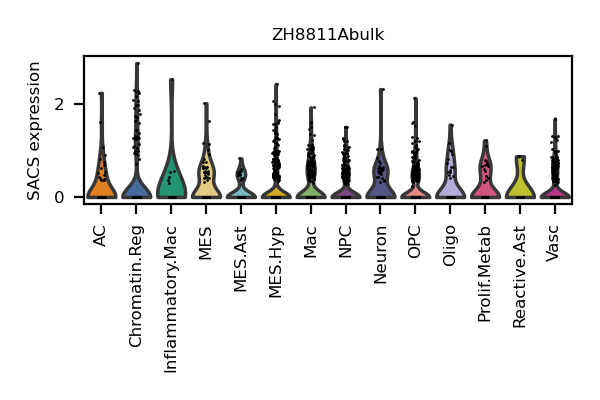 ZH8811Abulk
SACS expression
2
0
AC
Chromatin.Reg
Inflammatory.Mac
MES
MES.Ast
MES.Hyp
Mac
NPC
Neuron
OPC
Oligo
Prolif.Metab
Reactive.Ast
Vasc